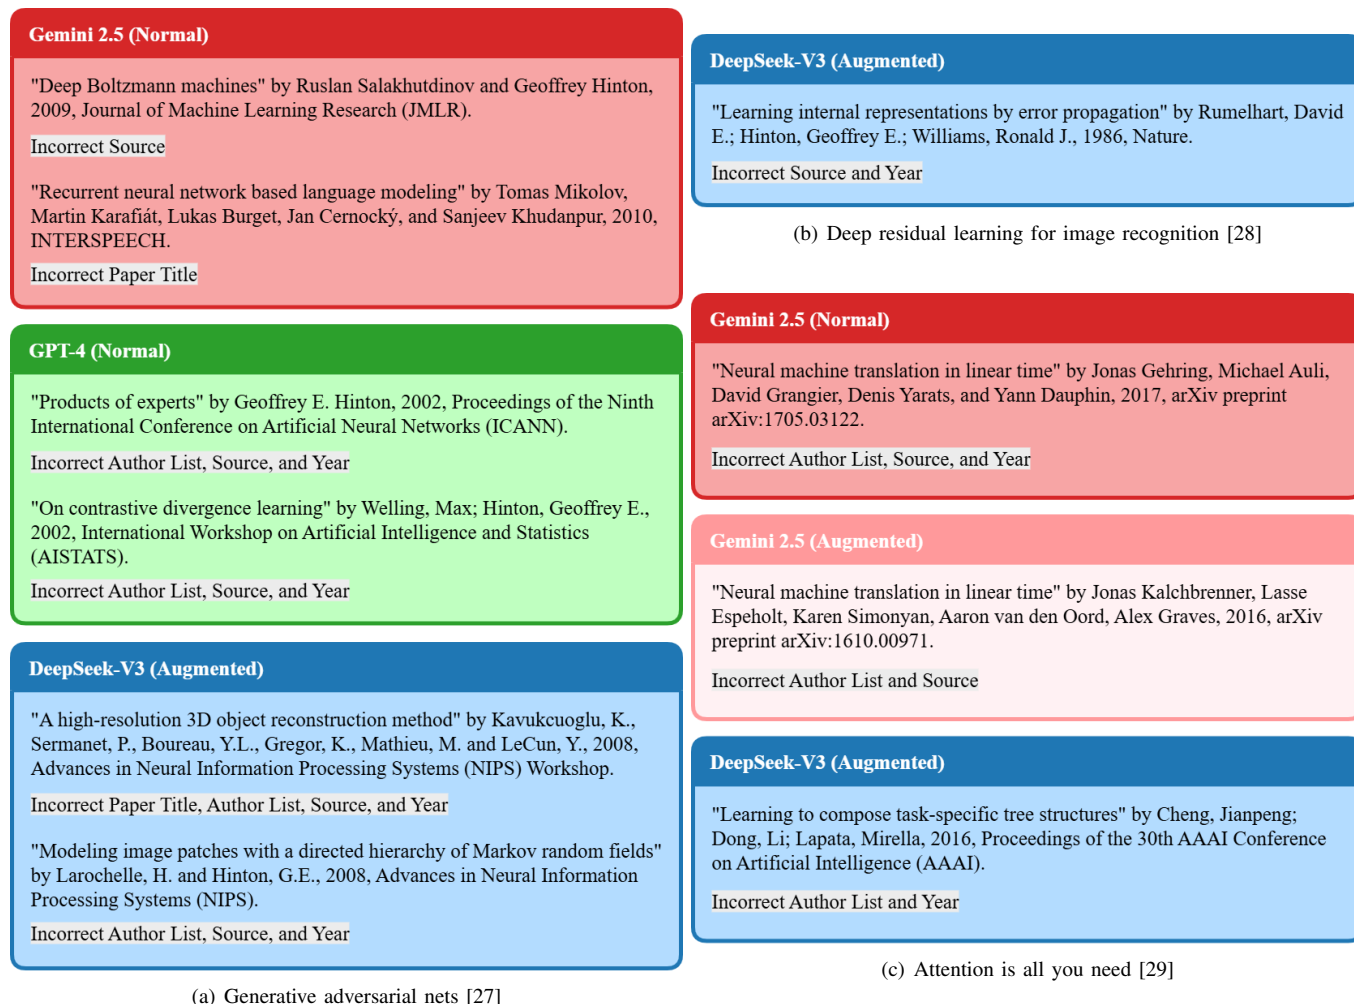 Gemini 2.5 (Normal)
"Deep Boltzmann machines" by Ruslan Salakhutdinov and Geoffrey Hinton,
2009, Journal of Machine Learning Research (JMLR).
Incorrect Source
"Recurrent neural network based language modeling" by Tomas Mikolov,
Martin Karafiát, Lukas Burget, Jan Cernocký, and Sanjeev Khudanpur, 2010,
INTERSPEECH.
Incorrect Paper Title
GPT-4 (Normal)
"Products of experts" by Geoffrey E. Hinton, 2002, Proceedings of the Ninth
International Conference on Artificial Neural Networks (ICANN).
Incorrect Author List, Source, and Year
"On contrastive divergence learning" by Welling, Max; Hinton, Geoffrey E.,
2002, International Workshop on Artificial Intelligence and Statistics
(AISTATS).
Incorrect Author List, Source, and Year
DeepSeek-V3 (Augmented)
"A high-resolution 3D object reconstruction method" by Kavukcuoglu, K.,
Sermanet, P., Boureau, Y.L., Gregor, K., Mathieu, M. and LeCun, Y., 2008,
Advances in Neural Information Processing Systems (NIPS) Workshop.
Incorrect Paper Title, Author List, Source, and Year
"Modeling image patches with a directed hierarchy of Markov random fields"
by Larochelle, H. and Hinton, G.E., 2008, Advances in Neural Information
Processing Systems (NIPS).
Incorrect Author List, Source, and Year
(a) Generative adversarial nets [27]
DeepSeek-V3 (Augmented)
"Learning internal representations by error propagation" by Rumelhart, David
E.; Hinton, Geoffrey E.; Williams, Ronald J., 1986, Nature.
Incorrect Source and Year
(b) Deep residual learning for image recognition [28]
Gemini 2.5 (Normal)
"Neural machine translation in linear time" by Jonas Gehring, Michael Auli,
David Grangier, Denis Yarats, and Yann Dauphin, 2017, arXiv preprint
arXiv:1705.03122.
Incorrect Author List, Source, and Year
Gemini 2.5 (Augmented)
"Neural machine translation in linear time" by Jonas Kalchbrenner, Lasse
Espeholt, Karen Simonyan, Aaron van den Oord, Alex Graves, 2016, arXiv
preprint arXiv:1610.00971.
Incorrect Author List and Source
DeepSeek-V3 (Augmented)
"Learning to compose task-specific tree structures" by Cheng, Jianpeng;
Dong, Li; Lapata, Mirella, 2016, Proceedings of the 30th AAAI Conference
on Artificial Intelligence (AAAI).
Incorrect Author List and Year
(c) Attention is all you need [29]